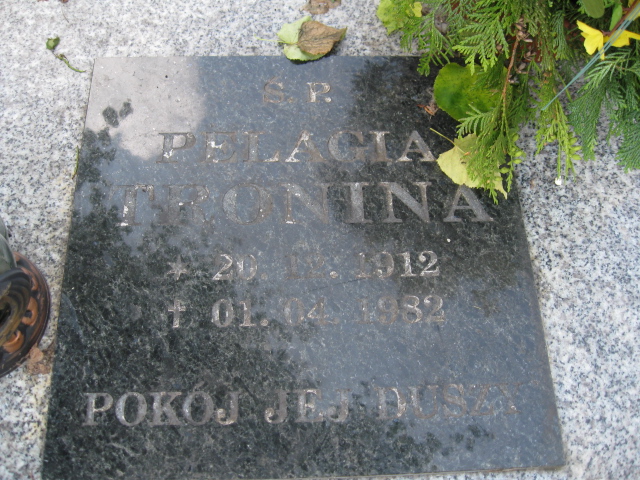 Ś. P.
PELAGIA
TRONINA
* 20. 1912
✝ 01. 04. 1982
POKÓJ JEJ DUSZY